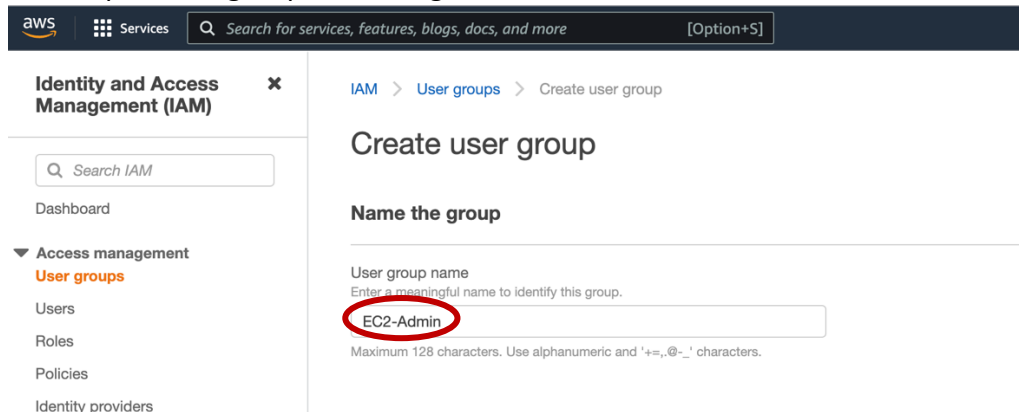 aws
Services
Search for services, features, blogs, docs, and more
[Option+S]
Identity and Access
Management (IAM)
Search IAM
Dashboard
Access management
User groups
Users
Roles
Policies
Identity providers
IAM > User groups > Create user group
Create user group
Name the group
User group name
Enter a meaningful name to identify this group.
EC2-Admin
Maximum 128 characters. Use alphanumeric and '+=,.@-_' characters.